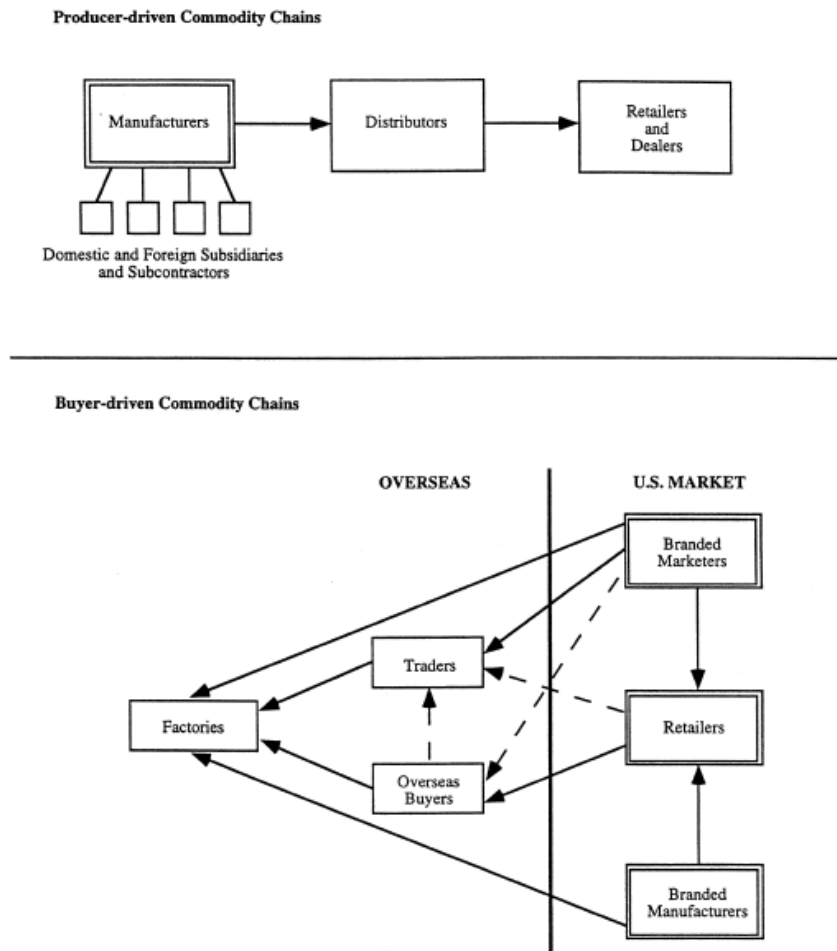 Producer-driven Commodity Chains
Manufacturers
Distributors
Retailers
and
Dealers
Domestic and Foreign Subsidiaries
and Subcontractors
Buyer-driven Commodity Chains
OVERSEAS
U.S. MARKET
Branded
Marketers
Traders
Factories
Retailers
Overseas
Buyers
Branded
Manufacturers